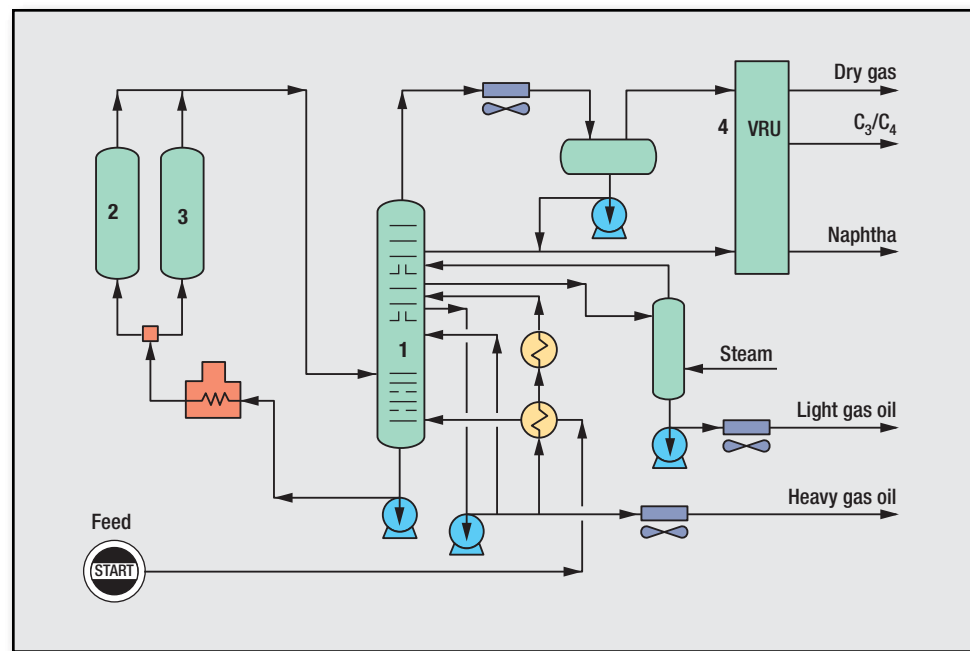 Dry gas
C₃/C₄
4
VRU
2
3
Naphtha
1
Steam
Light gas oil
Heavy gas oil
Feed
START